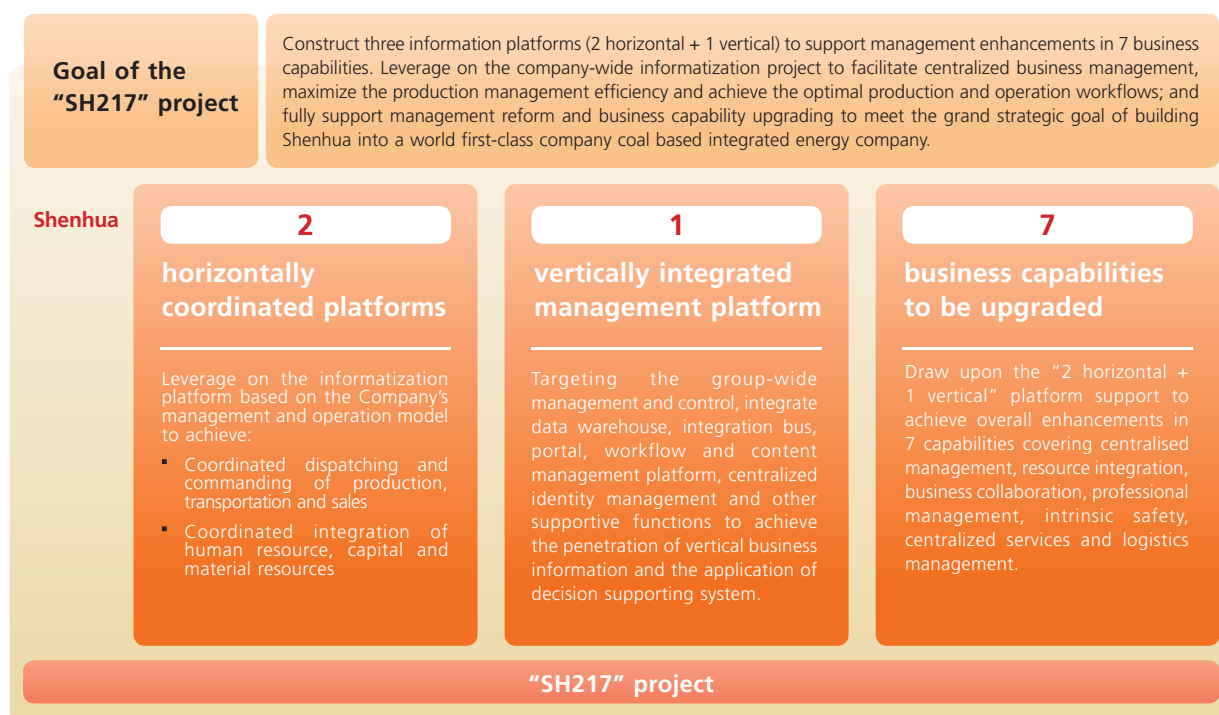 Goal of the
“SH217” project
Construct three information platforms (2 horizontal + 1 vertical) to support management enhancements in 7 business
capabilities. Leverage on the company-wide informatization project to facilitate centralized business management,
maximize the production management efficiency and achieve the optimal production and operation workflows; and
fully support management reform and business capability upgrading to meet the grand strategic goal of building
Shenhua into a world first-class company coal based integrated energy company.
Shenhua
2
horizontally
coordinated platforms
Leverage on the informatization
platform based on the Company’s
management and operation model
to achieve:
▪ Coordinated dispatching and
commanding of production,
transportation and sales
▪ Coordinated integration of
human resource, capital and
material resources
1
vertically integrated
management platform
Targeting the group-wide
management and control, integrate
data warehouse, integration bus,
portal, workflow and content
management platform, centralized
identity management and other
supportive functions to achieve
the penetration of vertical business
information and the application of
decision supporting system.
7
business capabilities
to be upgraded
Draw upon the “2 horizontal +
1 vertical” platform support to
achieve overall enhancements in
7 capabilities covering centralised
management, resource integration,
business collaboration, professional
management, intrinsic safety,
centralized services and logistics
management.
“SH217” project